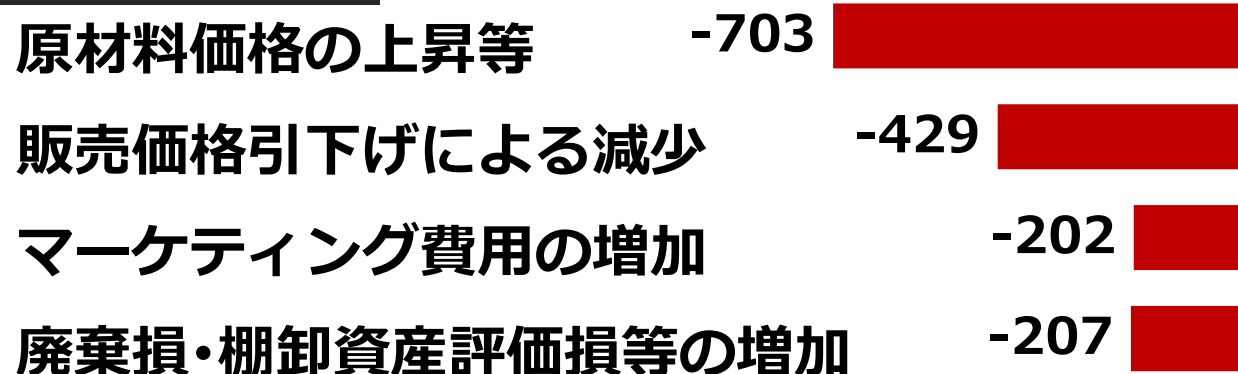 原材料価格の上昇等 -703
販売価格引下げによる減少 -429
マーケティング費用の増加 -202
廃棄損・棚卸資産評価損等の増加 -207